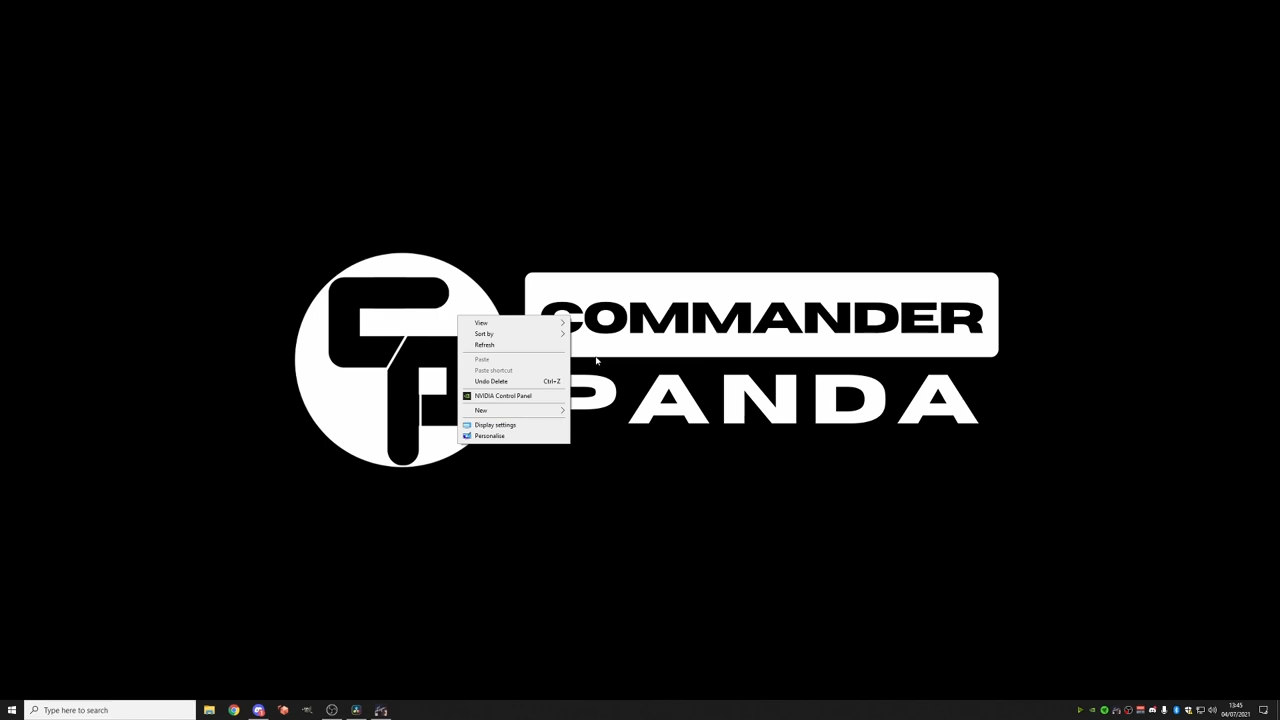 COMMANDER
PANDA
View
Sort by
Refresh
Paste
Paste shortcut
Undo Delete Ctrl+Z
NVIDIA Control Panel
New
Display settings
Personalise
Type here to search
13:45
04/07/2021